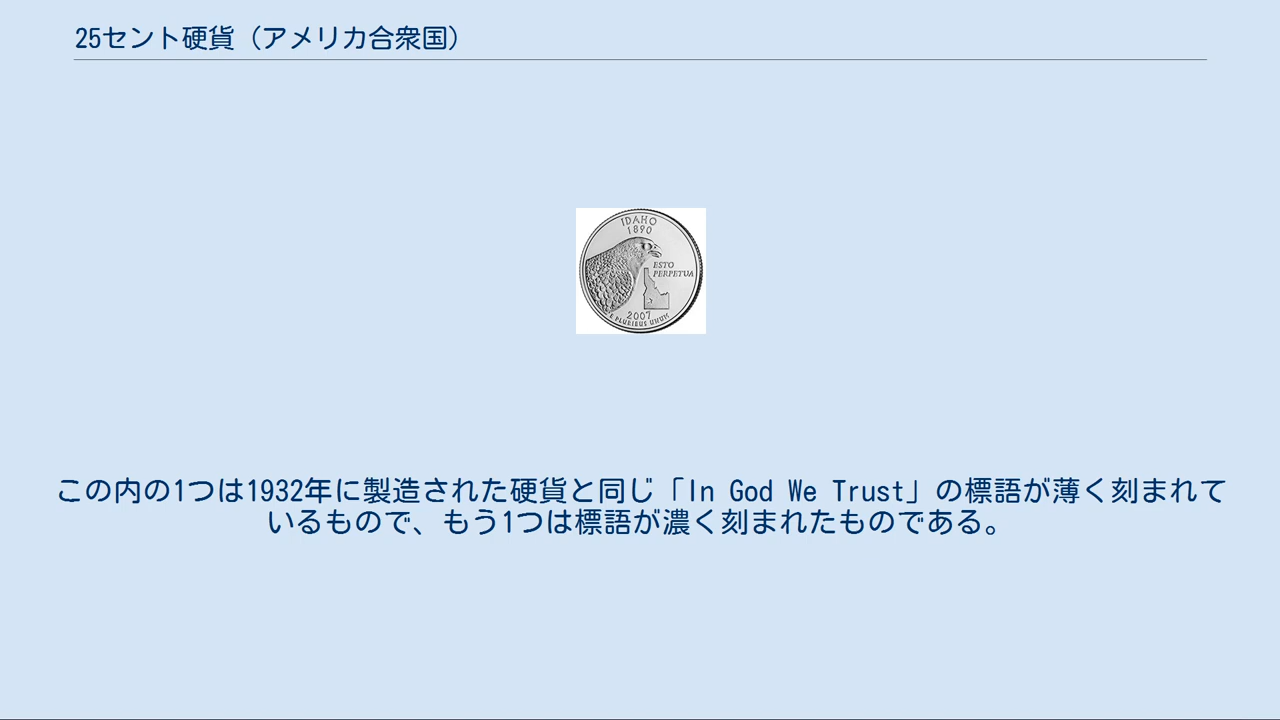 25セント硬貨（アメリカ合衆国）
IDAHO
1890
ESTO
PERPETUA
2007
E PLURIBUS UNUM
この内の1つは1932年に製造された硬貨と同じ「In God We Trust」の標語が薄く刻まれて
いるもので、もう1つは標語が濃く刻まれたものである。